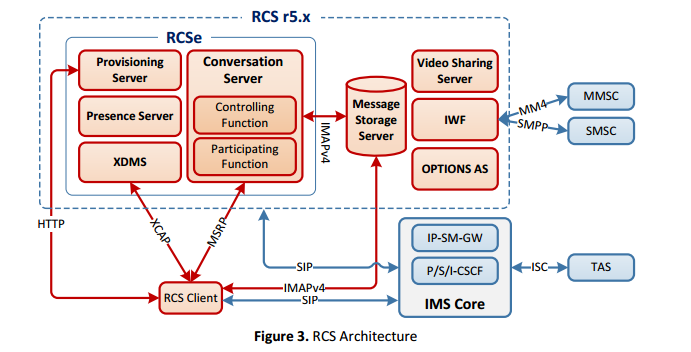 RCS r5.x
RCSe
Provisioning
Server
Presence Server
XDMS
Conversation
Server
Controlling
Function
Participating
Function
IMAPv4
Message
Storage
Server
Video Sharing
Server
IWF
OPTIONS AS
MM4
SMPP
MMSC
SMSC
HTTP
XCAP
MSRP
SIP
IMAPv4
SIP
RCS Client
IP-SM-GW
P/S/I-CSCF
IMS Core
ISC
TAS
Figure 3. RCS Architecture